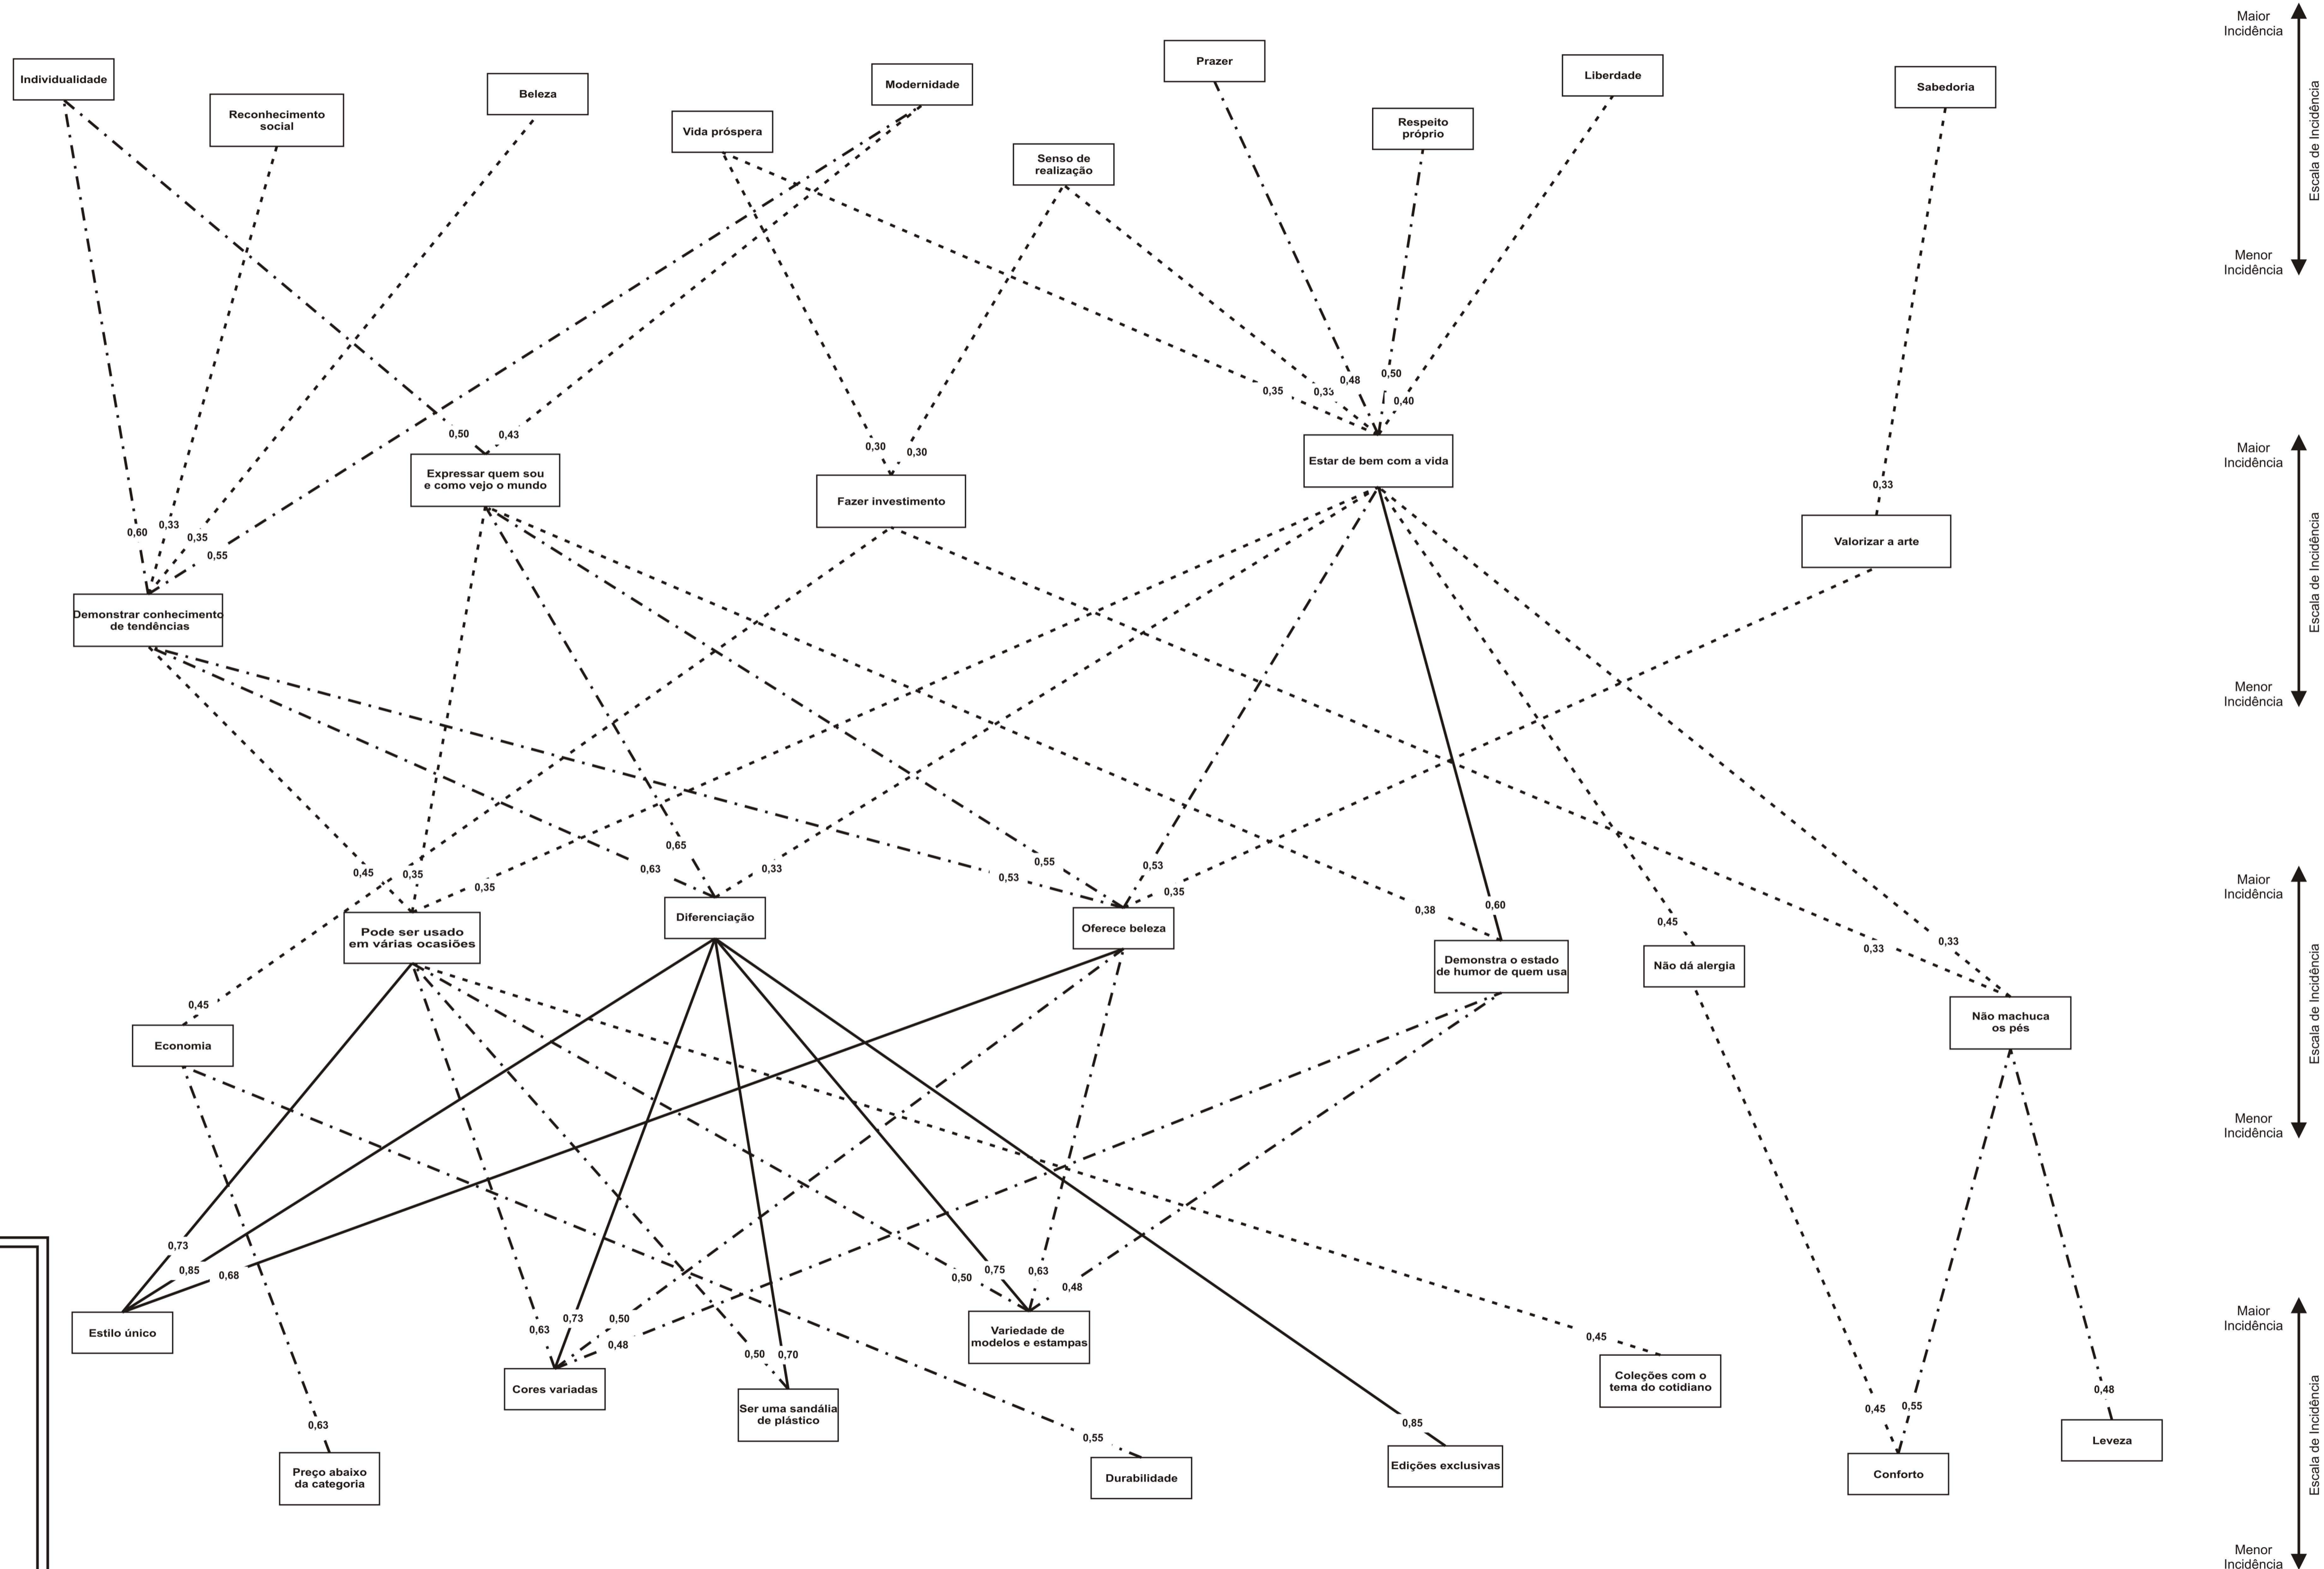 Maior
Incidência
Escala de Incidência
Menor
Incidência
Individualidade
Reconhecimento
social
Beleza
Vida próspera
Modernidade
Senso de
realização
Prazer
Respeito
próprio
Liberdade
Sabedoria
0,35
0,33
0,48
0,50
0,40
0,50
0,43
0,30
0,30
0,33
0,60
0,33
0,35
0,55
Maior
Incidência
Escala de Incidência
Menor
Incidência
Expressar quem sou
e como vejo o mundo
Fazer investimento
Estar de bem com a vida
Valorizar a arte
Demonstrar conhecimento
de tendências
0,45
0,35
0,35
0,63
0,65
0,33
0,53
0,55
0,53
0,35
0,38
0,60
0,45
0,33
0,33
0,45
Maior
Incidência
Escala de Incidência
Menor
Incidência
Pode ser usado
em várias ocasiões
Diferenciação
Oferece beleza
Demonstra o estado
de humor de quem usa
Não dá alergia
Não machuca
os pés
Economia
0,73
0,85
0,68
0,63
0,73
0,50
0,48
0,50
0,70
0,50
0,75
0,63
0,48
0,45
0,63
0,55
0,85
0,45
0,55
0,48
Maior
Incidência
Escala de Incidência
Menor
Incidência
Estilo único
Cores variadas
Ser uma sandália
de plástico
Variedade de
modelos e estampas
Coleções com o
tema do cotidiano
Preço abaixo
da categoria
Durabilidade
Edições exclusivas
Conforto
Leveza